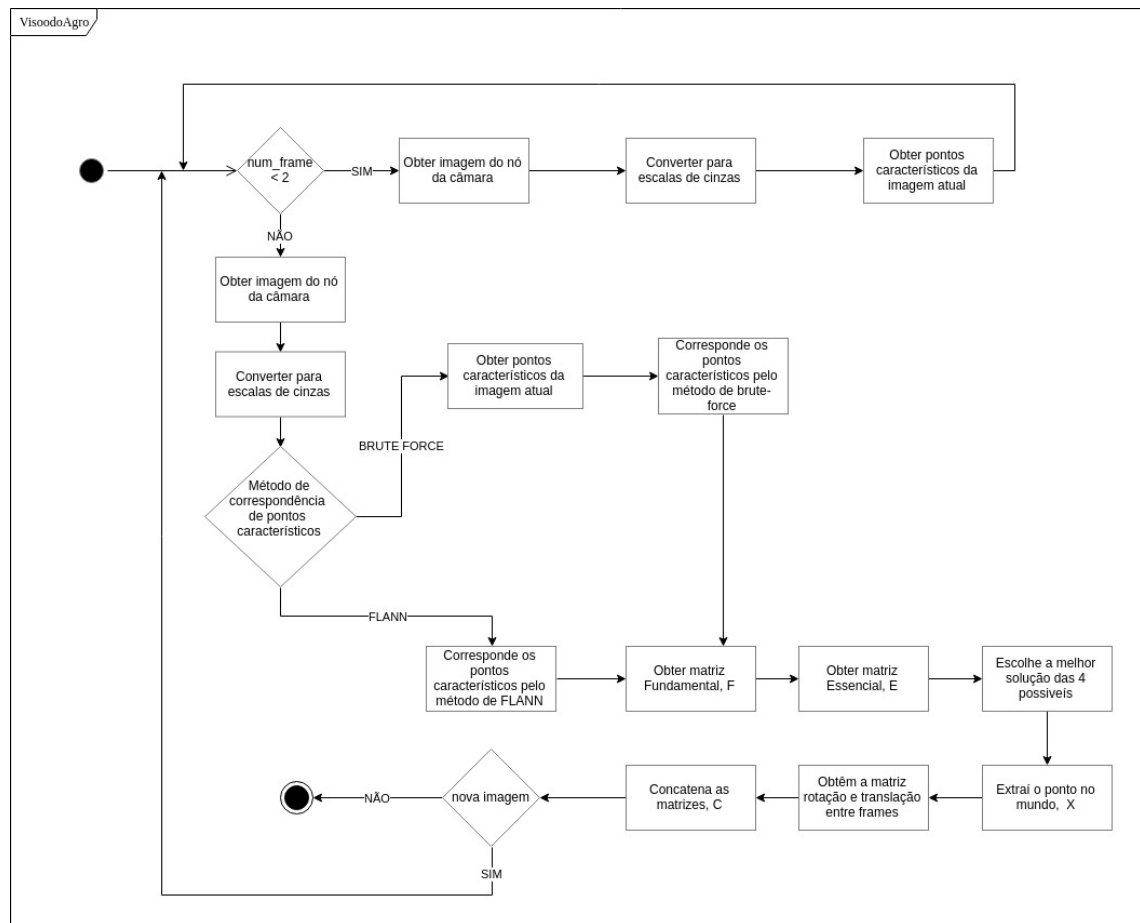 VisoodoAgro
num_frame
< 2
SIM
Obter imagem do nó
da câmara
Converter para
escalas de cinzas
Obter pontos
característicos da
imagem atual
NÃO
Obter imagem do nó
da câmara
Converter para
escalas de cinzas
Método de
correspondência
de pontos
característicos
BRUTE FORCE
Obter pontos
característicos da
imagem atual
Corresponde os
pontos
característicos pelo
método de brute-
force
FLANN
Corresponde os
pontos
característicos pelo
método de FLANN
Obter matriz
Fundamental, F
Obter matriz
Essencial, E
Escolhe a melhor
solução das 4
possiveís
Extraí o ponto no
mundo, X
Obtêm a matriz
rotação e translação
entre frames
Concatena as
matrizes, C
nova imagem
NÃO
SIM